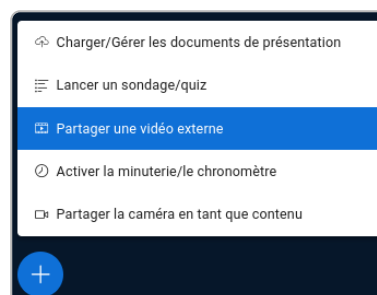 Charger/Gérer les documents de présentation
Lancer un sondage/quiz
Partager une vidéo externe
Activer la minuterie/le chronomètre
Partager la caméra en tant que contenu